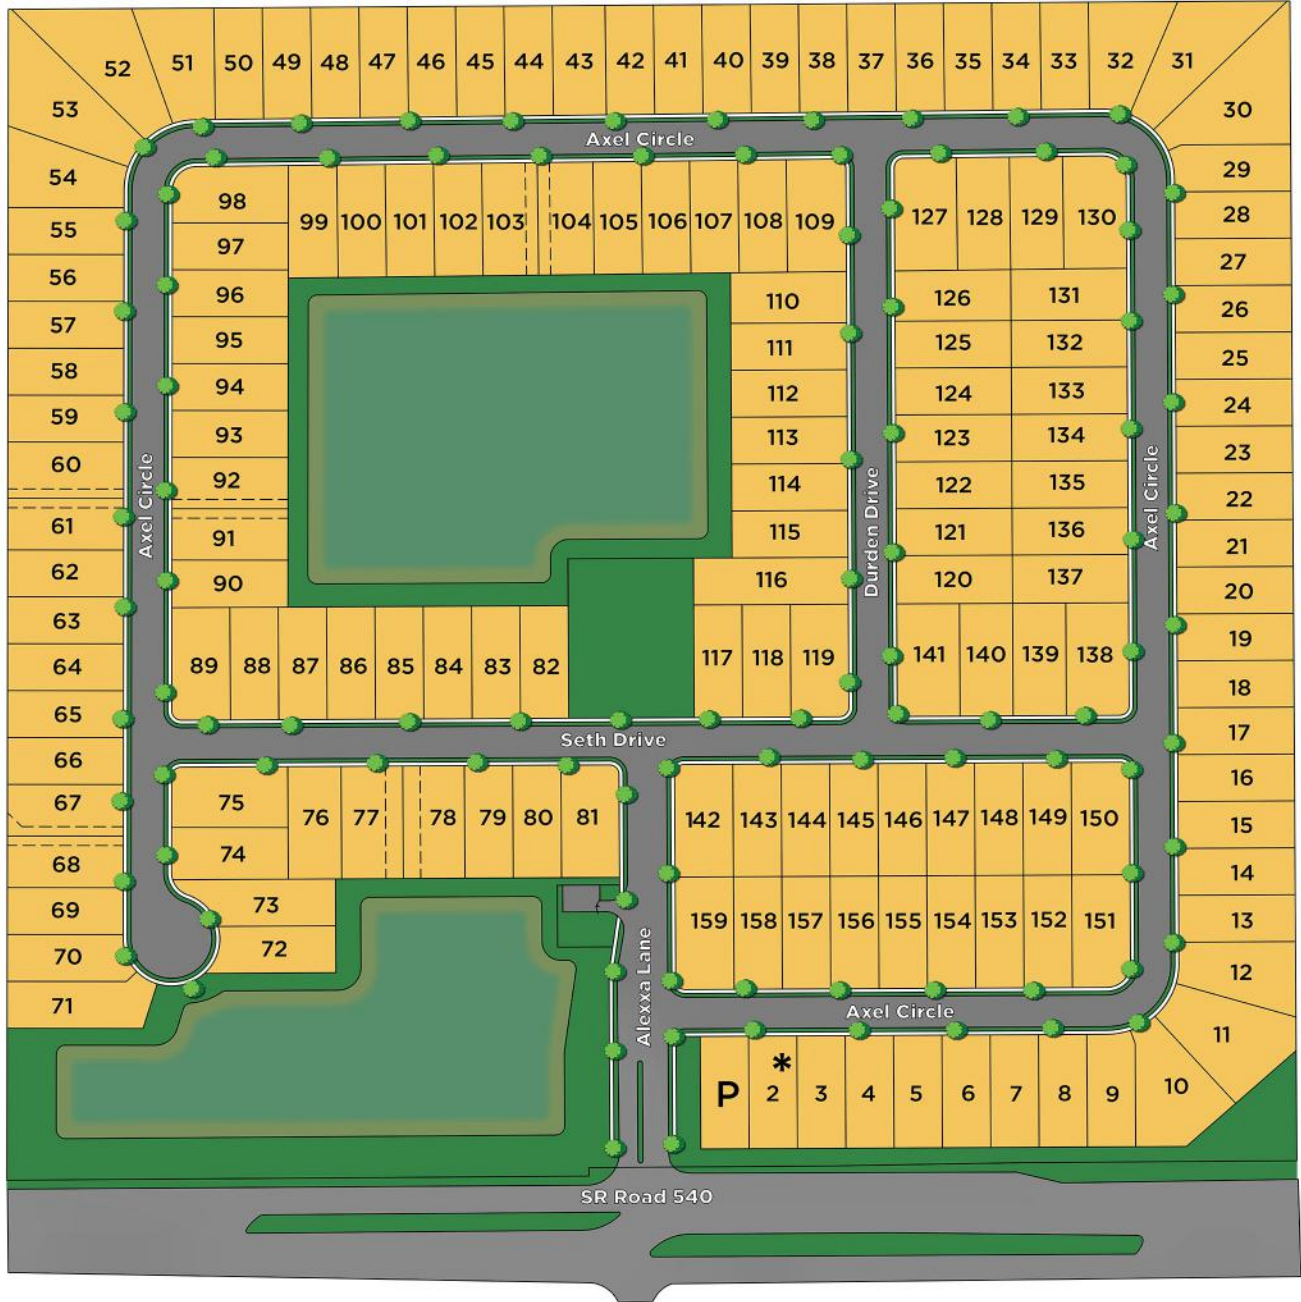 52 51 50 49 48 47 46 45 44 43 42 41 40 39 38 37 36 35 34 33 32 31
53 30
Axel Circle
54 29
98 99 100 101 102 103 104 105 106 107 108 109 127 128 129 130 28
55 97 27
56 96 110 126 131 26
57 95 111 125 132 25
58 94 112 124 133 24
59 93 113 123 134 23
60 92 114 122 135 22
Axel Circle
Durden Drive
Axel Circle
61 91 115 121 136 21
62 90 116 120 137 20
63 19
64 89 88 87 86 85 84 83 82 117 118 119 141 140 139 138 18
65 17
Seth Drive
66 16
67 75 76 77 78 79 80 81 142 143 144 145 146 147 148 149 150 15
68 74 14
69 73 159 158 157 156 155 154 153 152 151 13
70 72 12
Alexxa Lane
71 Axel Circle 11
*
P 2 3 4 5 6 7 8 9 10
SR Road 540